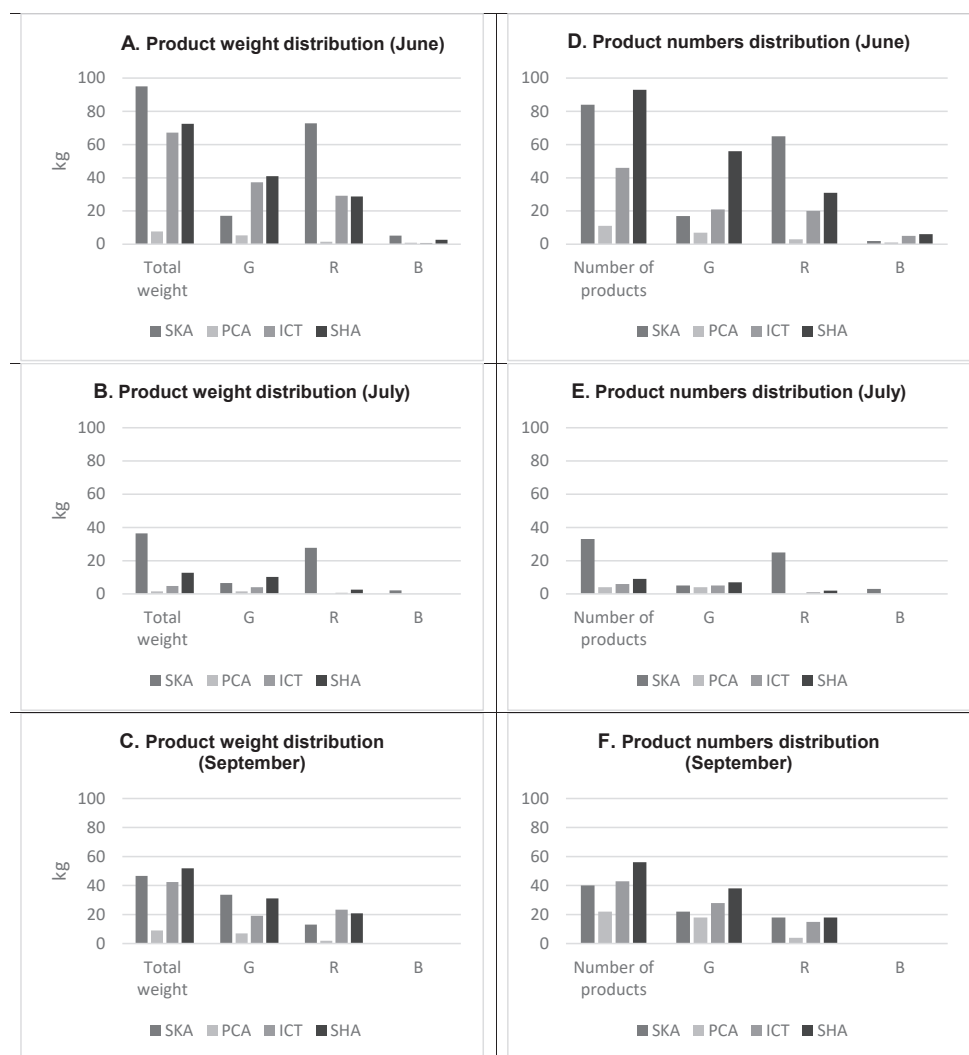 A. Product weight distribution (June)
100
80
60
40
20
0
kg
Total
weight
G
R
B
SKA PCA ICT SHA
D. Product numbers distribution (June)
100
80
60
40
20
0
Number of
products
G
R
B
SKA PCA ICT SHA
B. Product weight distribution (July)
100
80
60
40
20
0
kg
Total
weight
G
R
B
SKA PCA ICT SHA
E. Product numbers distribution (July)
100
80
60
40
20
0
Number of
products
G
R
B
SKA PCA ICT SHA
C. Product weight distribution
(September)
100
80
60
40
20
0
kg
Total
weight
G
R
B
SKA PCA ICT SHA
F. Product numbers distribution
(September)
100
80
60
40
20
0
Number of
products
G
R
B
SKA PCA ICT SHA